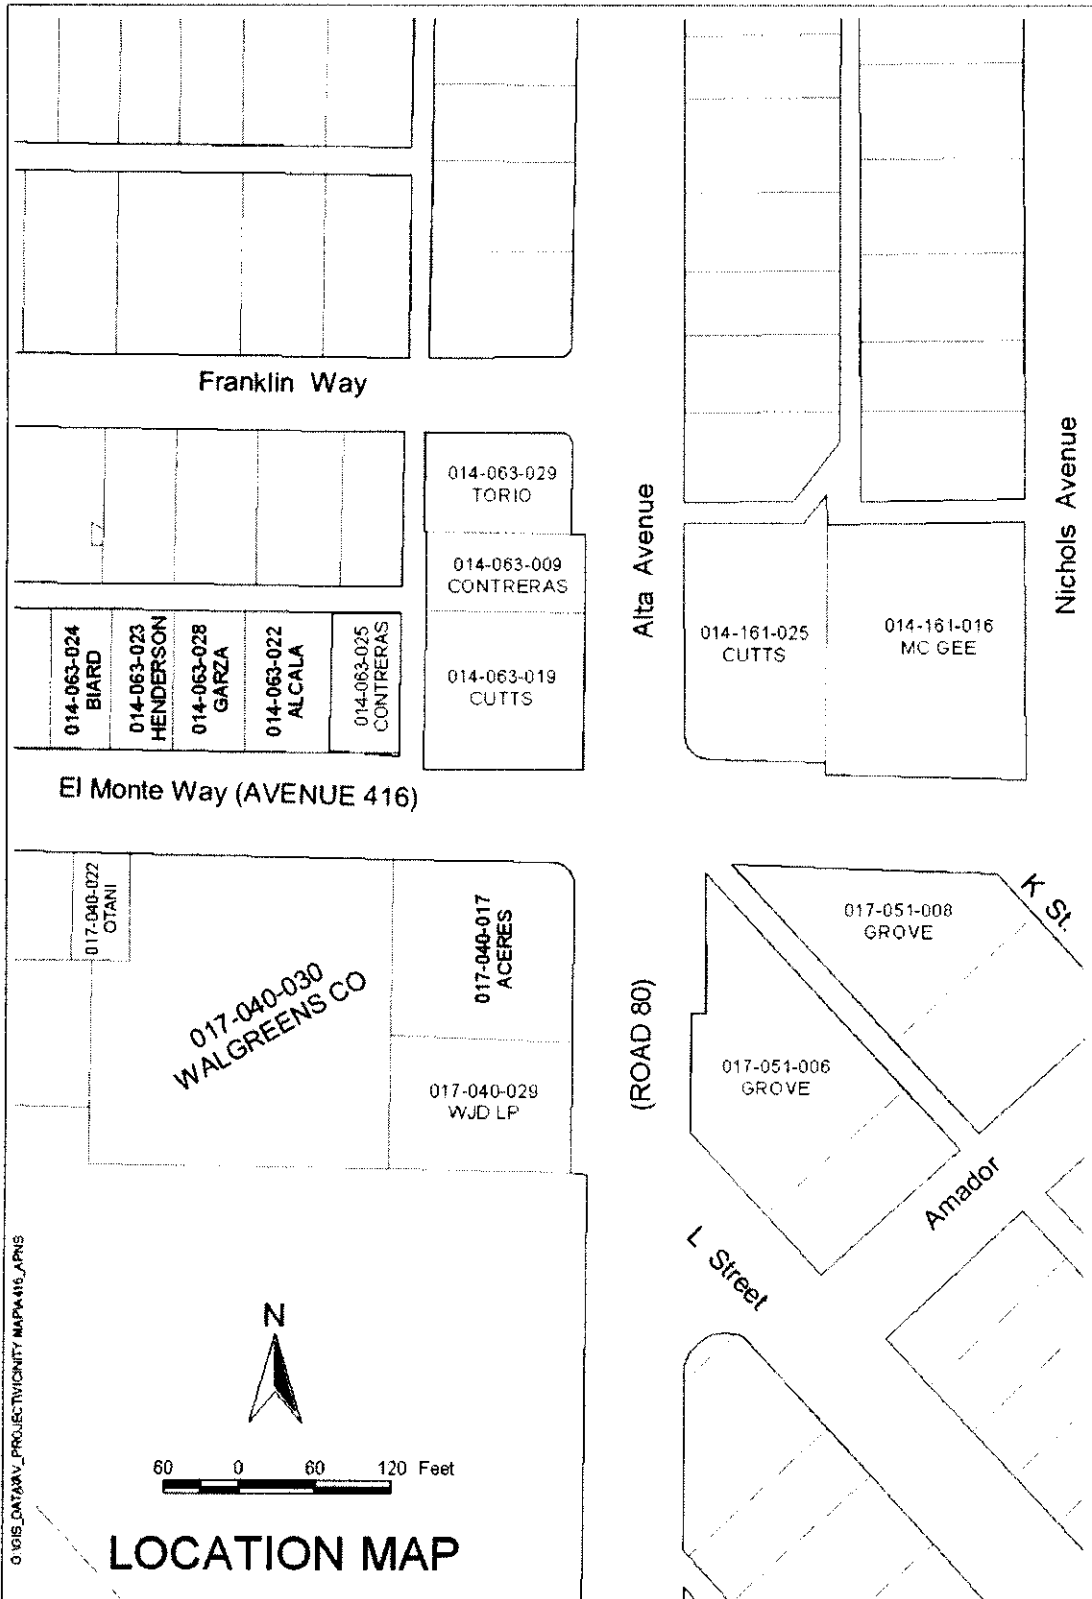 Franklin Way
014-063-029
TORIO
014-063-009
CONTRERAS
014-063-019
CUTTS
Alta Avenue
Nichols Avenue
014-161-025
CUTTS
014-161-016
MC GEE
014-063-024
BIARD
014-063-023
HENDERSON
014-063-028
GARZA
014-063-022
ALCALA
014-063-025
CONTRERAS
El Monte Way (AVENUE 416)
017-040-022
OTANI
017-040-030
WALGREENS CO
017-040-017
ACERES
017-040-029
WJD LP
(ROAD 80)
017-051-008
GROVE
K St.
017-051-006
GROVE
Amador
L Street
N
60 0 60 120 Feet
LOCATION MAP